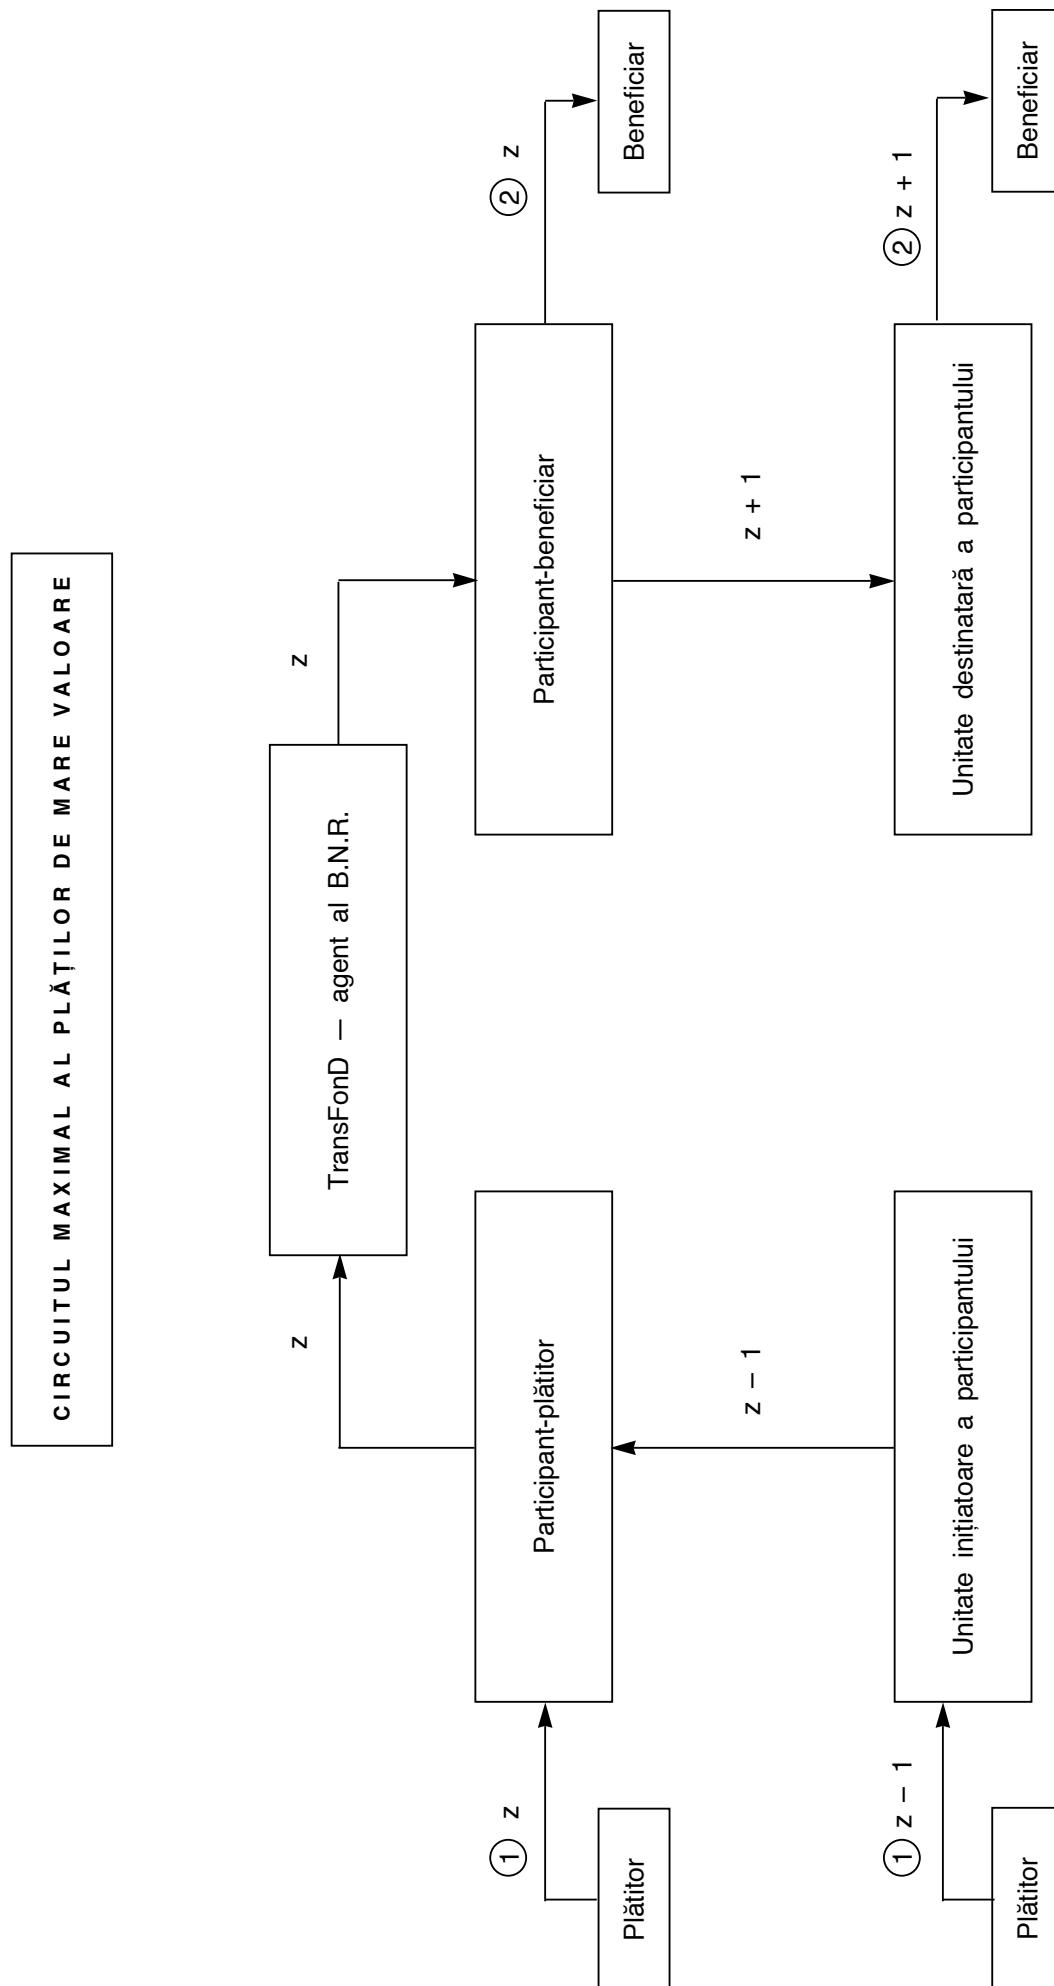 CIRCUITUL MAXIMAL AL PLĂȚILOR DE MARE VALOARE
z
TransFonD — agent al B.N.R.
z
① z
Participant-plătitor
Participant-beneficiar
② z
Plătitor
Beneficiar
z – 1
z + 1
① z – 1
Unitate inițiatoare a participantului
Unitate destinatară a participantului
② z + 1
Plătitor
Beneficiar